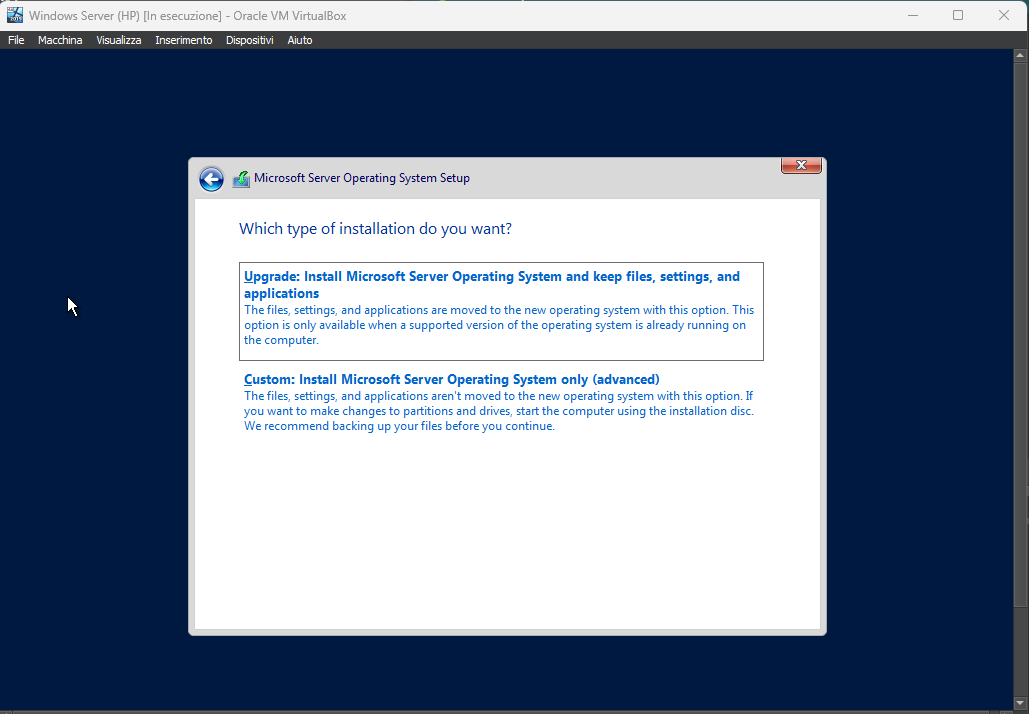 Windows Server (HP) [In esecuzione] - Oracle VM VirtualBox
File Macchina Visualizza Inserimento Dispositivi Aiuto
Microsoft Server Operating System Setup
Which type of installation do you want?
Upgrade: Install Microsoft Server Operating System and keep files, settings, and
applications
The files, settings, and applications are moved to the new operating system with this option. This
option is only available when a supported version of the operating system is already running on
the computer.
Custom: Install Microsoft Server Operating System only (advanced)
The files, settings, and applications aren't moved to the new operating system with this option. If
you want to make changes to partitions and drives, start the computer using the installation disc.
We recommend backing up your files before you continue.